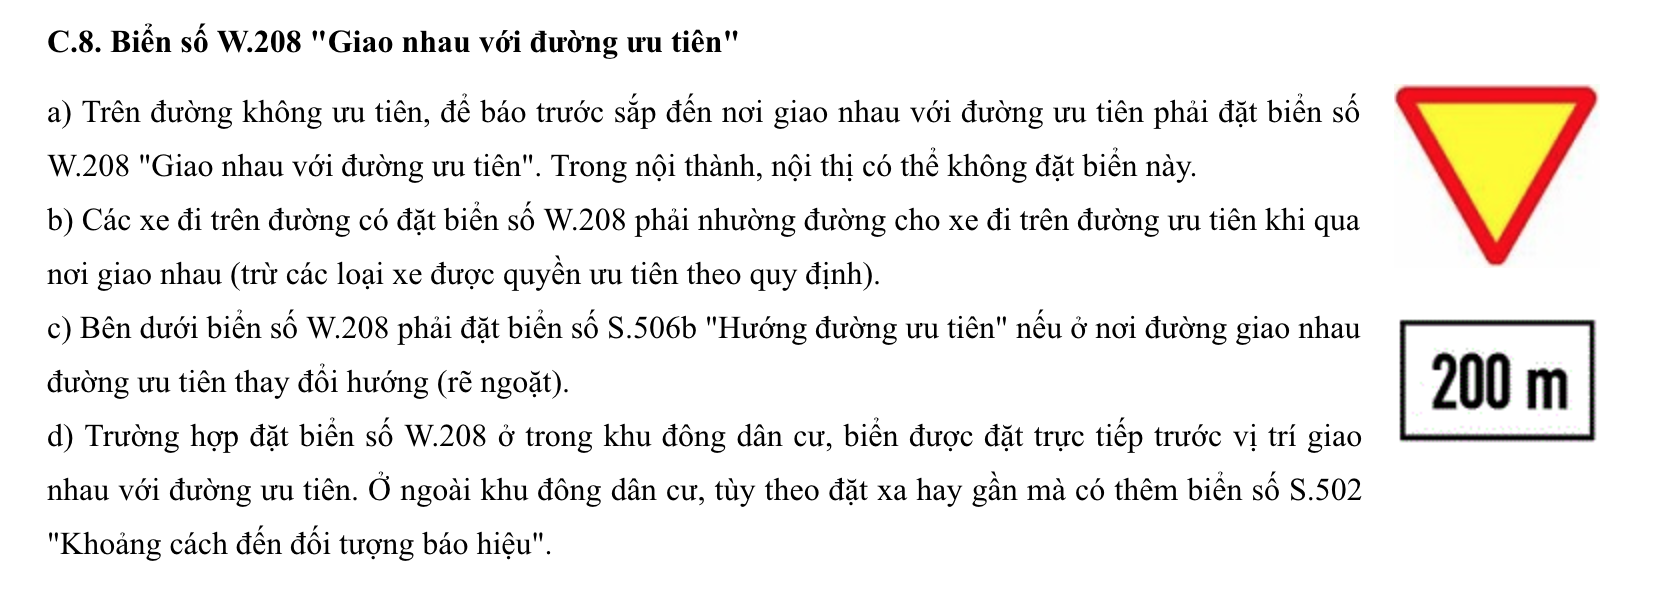 C.8. Biển số W.208 "Giao nhau với đường ưu tiên"
a) Trên đường không ưu tiên, để báo trước sắp đến nơi giao nhau với đường ưu tiên phải đặt biển số
W.208 "Giao nhau với đường ưu tiên". Trong nội thành, nội thị có thể không đặt biển này.
b) Các xe đi trên đường có đặt biển số W.208 phải nhường đường cho xe đi trên đường ưu tiên khi qua
nơi giao nhau (trừ các loại xe được quyền ưu tiên theo quy định).
c) Bên dưới biển số W.208 phải đặt biển số S.506b "Hướng đường ưu tiên" nếu ở nơi đường giao nhau
đường ưu tiên thay đổi hướng (rẽ ngoặt).
d) Trường hợp đặt biển số W.208 ở trong khu đông dân cư, biển được đặt trực tiếp trước vị trí giao
nhau với đường ưu tiên. Ở ngoài khu đông dân cư, tùy theo đặt xa hay gần mà có thêm biển số S.502
"Khoảng cách đến đối tượng báo hiệu".
200 m